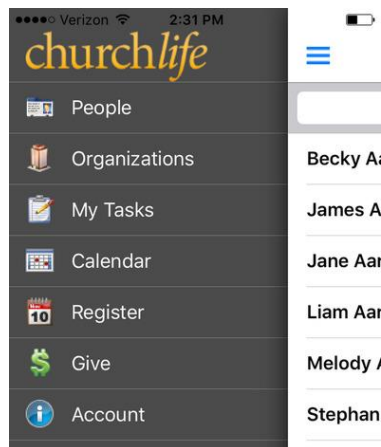 Verizon 2:31 PM
churchlife
People
Organizations
My Tasks
Calendar
10
Register
Give
Account
Becky Aa
James A
Jane Aar
Liam Aar
Melody A
Stephan